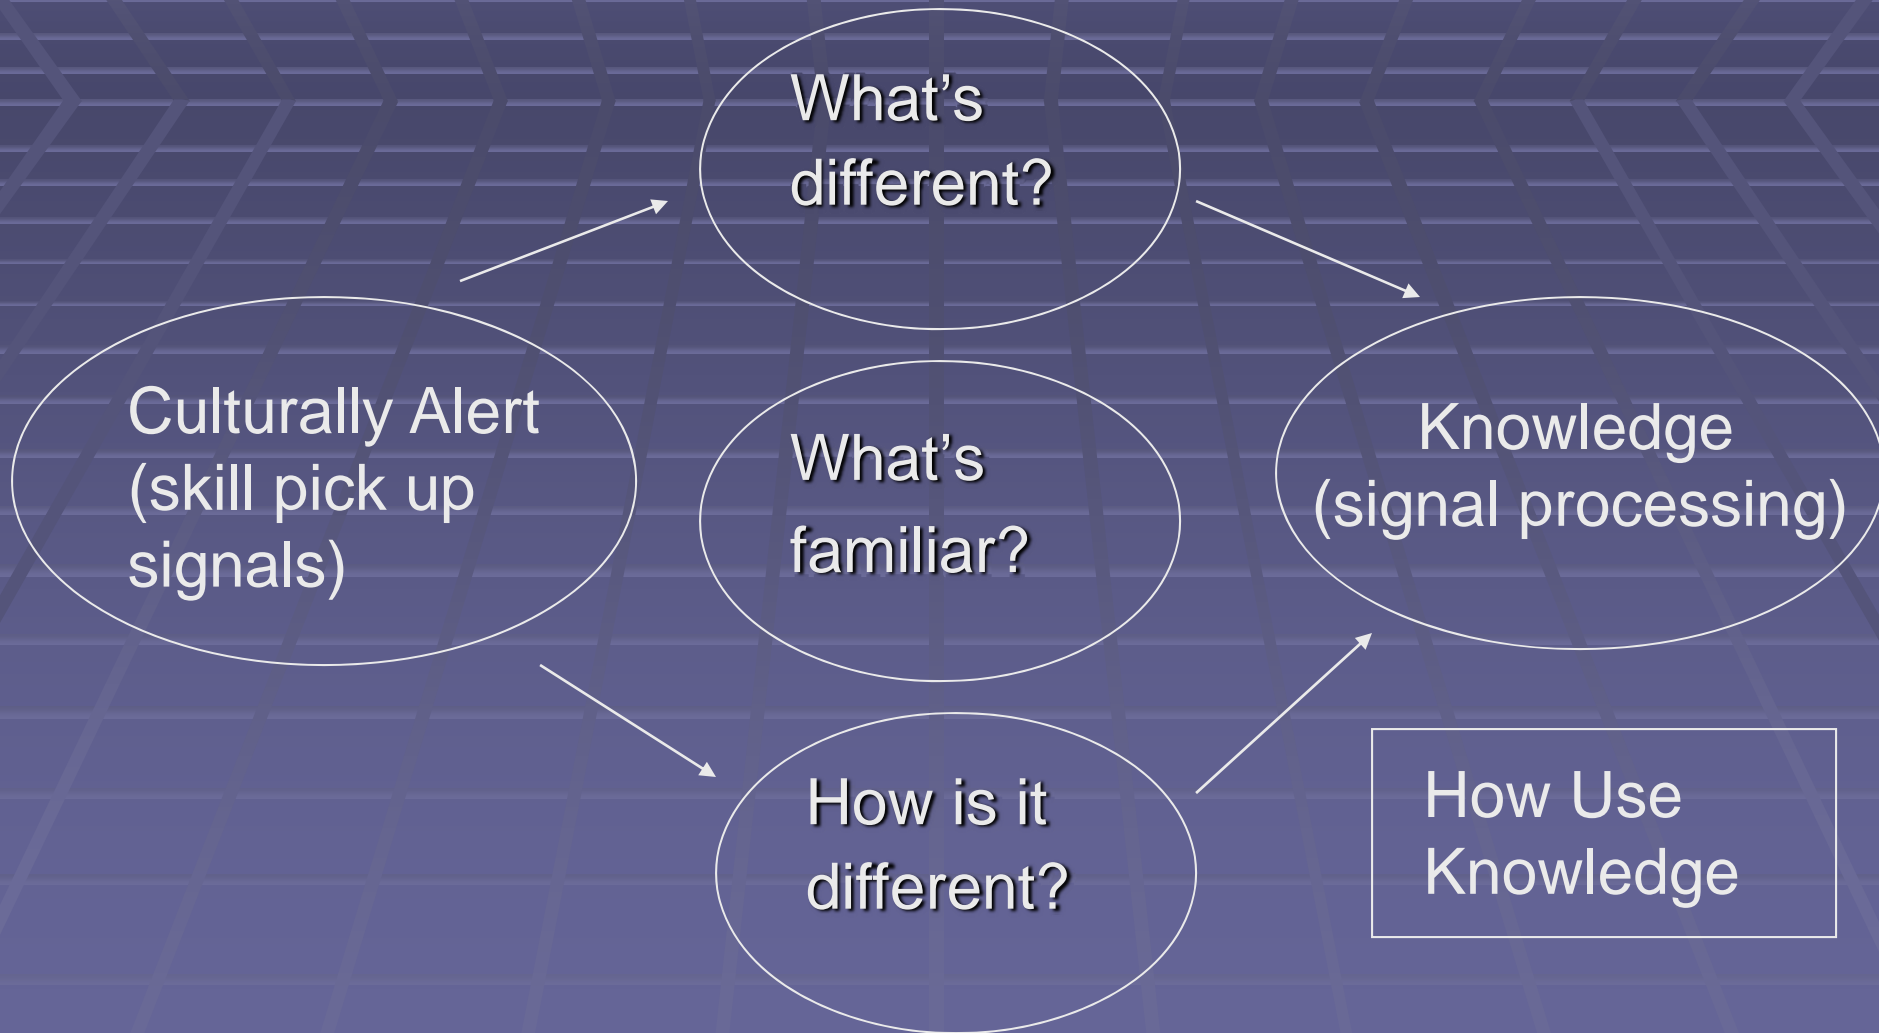 What’s
different?
Culturally Alert
(skill pick up
signals)
What’s
familiar?
Knowledge
(signal processing)
How is it
different?
How Use
Knowledge